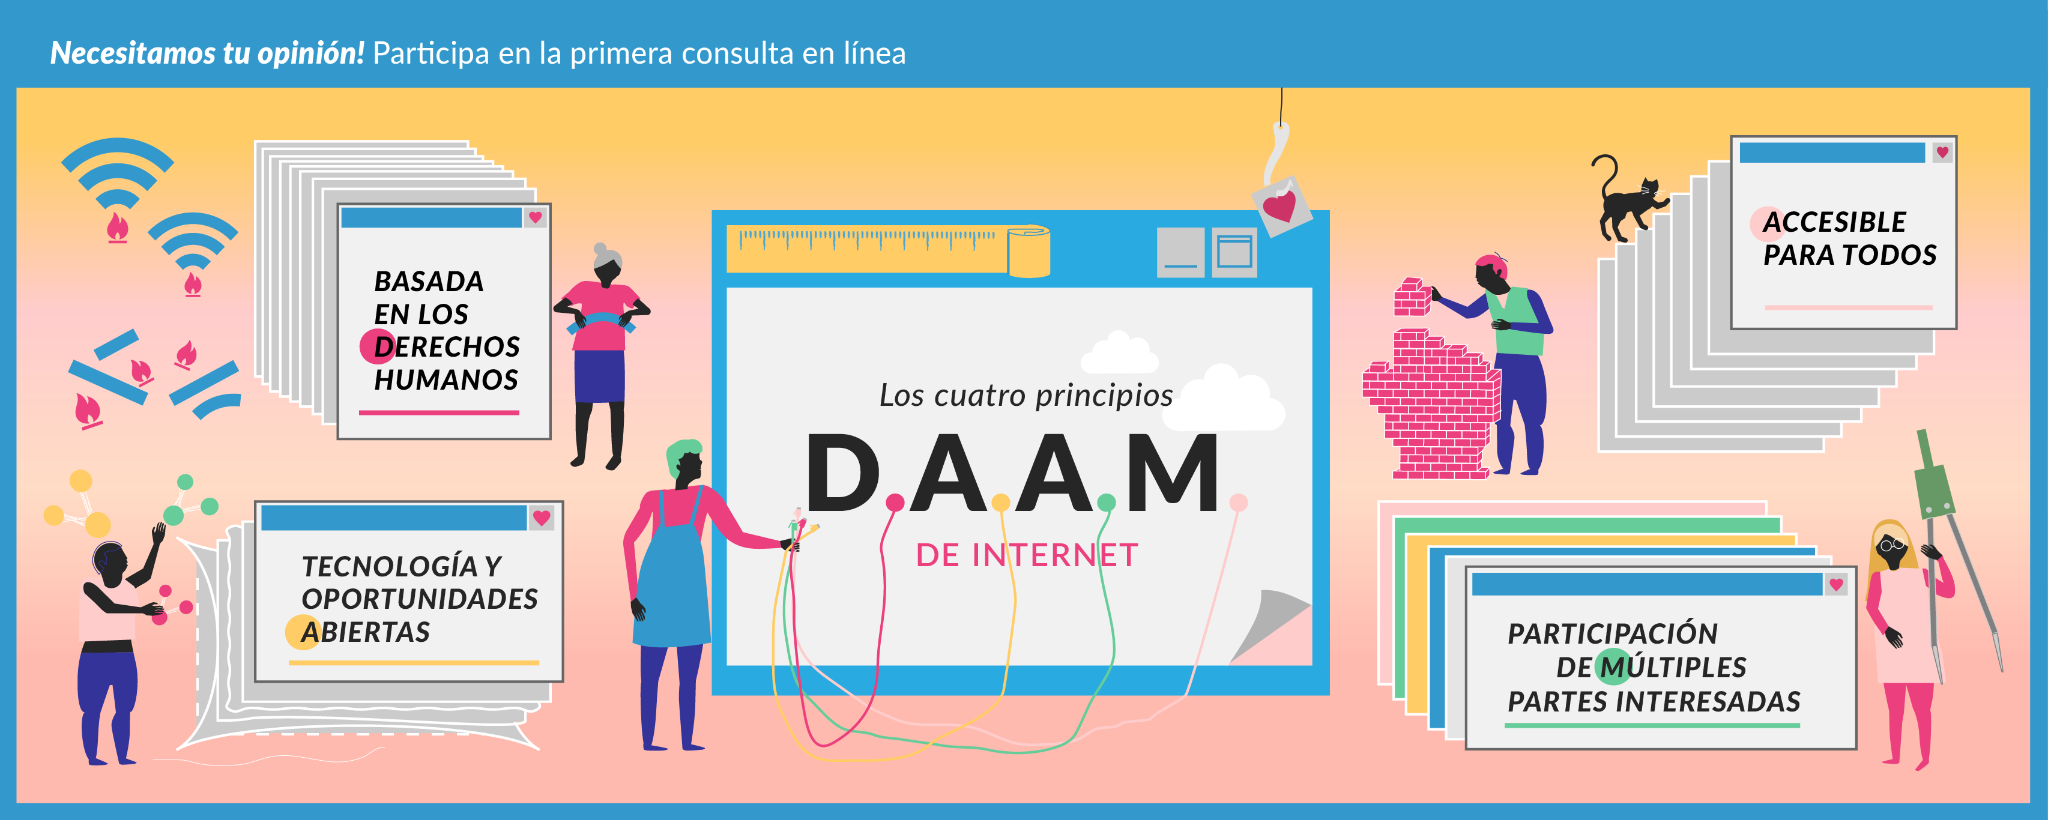 Necesitamos tu opinión! Participa en la primera consulta en línea
BASADA
EN LOS
DERECHOS
HUMANOS
TECNOLOGÍA Y
OPORTUNIDADES
ABIERTAS
Los cuatro principios
D.A.A.M.
DE INTERNET
ACCESIBLE
PARA TODOS
PARTICIPACIÓN
DE MÚLTIPLES
PARTES INTERESADAS